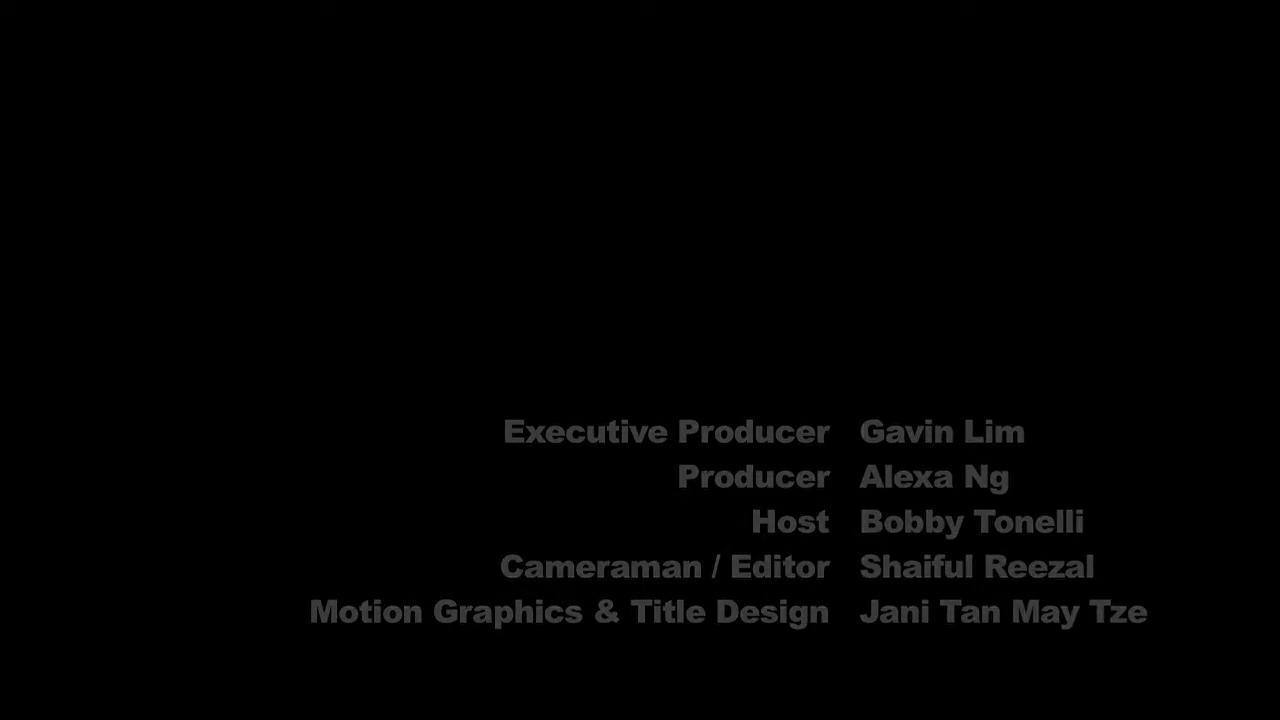 Executive Producer Gavin Lim
Producer Alexa Ng
Host Bobby Tonelli
Cameraman / Editor Shaiful Reezal
Motion Graphics & Title Design Jani Tan May Tze